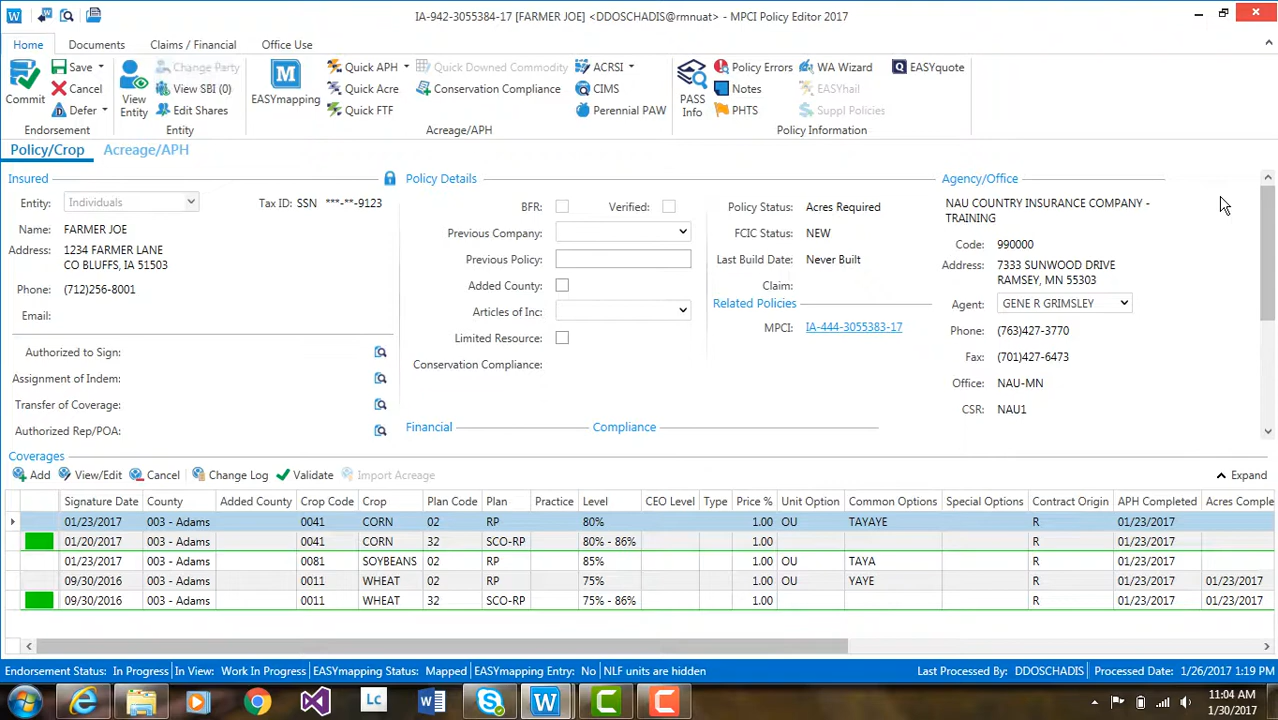 IA-942-3055384-17 [FARMER JOE] <DDOSCHADIS@rmnuat> - MPCI Policy Editor 2017
Home Documents Claims / Financial Office Use
Save Change Party Quick APH Quick Downed Commodity ACRSI Policy Errors WA Wizard EASYquote
Commit Cancel View Entity View SBI (0) EASYmapping Quick Acre Conservation Compliance CIMS PASS Info Notes EASYhail
Defer Edit Shares Quick FTF Perennial PAW PHTS Suppl Policies
Endorsement Entity Acreage/APH Policy Information
Policy/Crop Acreage/APH
Insured Policy Details Agency/Office
Entity: Individuals Tax ID: SSN ***-**-9123 BFR: Verified: Policy Status: Acres Required NAU COUNTRY INSURANCE COMPANY -
TRAINING
Name: FARMER JOE Previous Company: FCIC Status: NEW Code: 990000
Address: 1234 FARMER LANE Previous Policy: Last Build Date: Never Built Address: 7333 SUNWOOD DRIVE
CO BLUFFS, IA 51503 RAMSEY, MN 55303
Phone: (712)256-8001 Added County: Claim:
Email: Articles of Inc: Related Policies Agent: GENE R GRIMSLEY
MPCI: IA-444-3055383-17 Phone: (763)427-3770
Authorized to Sign: Limited Resource: Fax: (701)427-6473
Assignment of Indem: Conservation Compliance: Office: NAU-MN
Transfer of Coverage: CSR: NAU1
Authorized Rep/POA: Financial Compliance
Coverages
Add View/Edit Cancel Change Log Validate Import Acreage Expand
Signature Date County Added County Crop Code Crop Plan Code Plan Practice Level CEO Level Type Price % Unit Option Common Options Special Options Contract Origin APH Completed Acres Comple
01/23/2017 003 - Adams 0041 CORN 02 RP 80% 1.00 OU TAYAYE R 01/23/2017
01/20/2017 003 - Adams 0041 CORN 32 SCO-RP 80% - 86% 1.00 R 01/23/2017
01/23/2017 003 - Adams 0081 SOYBEANS 02 RP 85% 1.00 OU TAYA R 01/23/2017
09/30/2016 003 - Adams 0011 WHEAT 02 RP 75% 1.00 OU YAYE R 01/23/2017 01/23/2017
09/30/2016 003 - Adams 0011 WHEAT 32 SCO-RP 75% - 86% 1.00 R 01/23/2017 01/23/2017
Endorsement Status: In Progress In View: Work In Progress EASYmapping Status: Mapped EASYmapping Entry: No NLF units are hidden Last Processed By: DDOSCHADIS Processed Date: 1/26/2017 1:19 PM
11:04 AM
1/30/2017